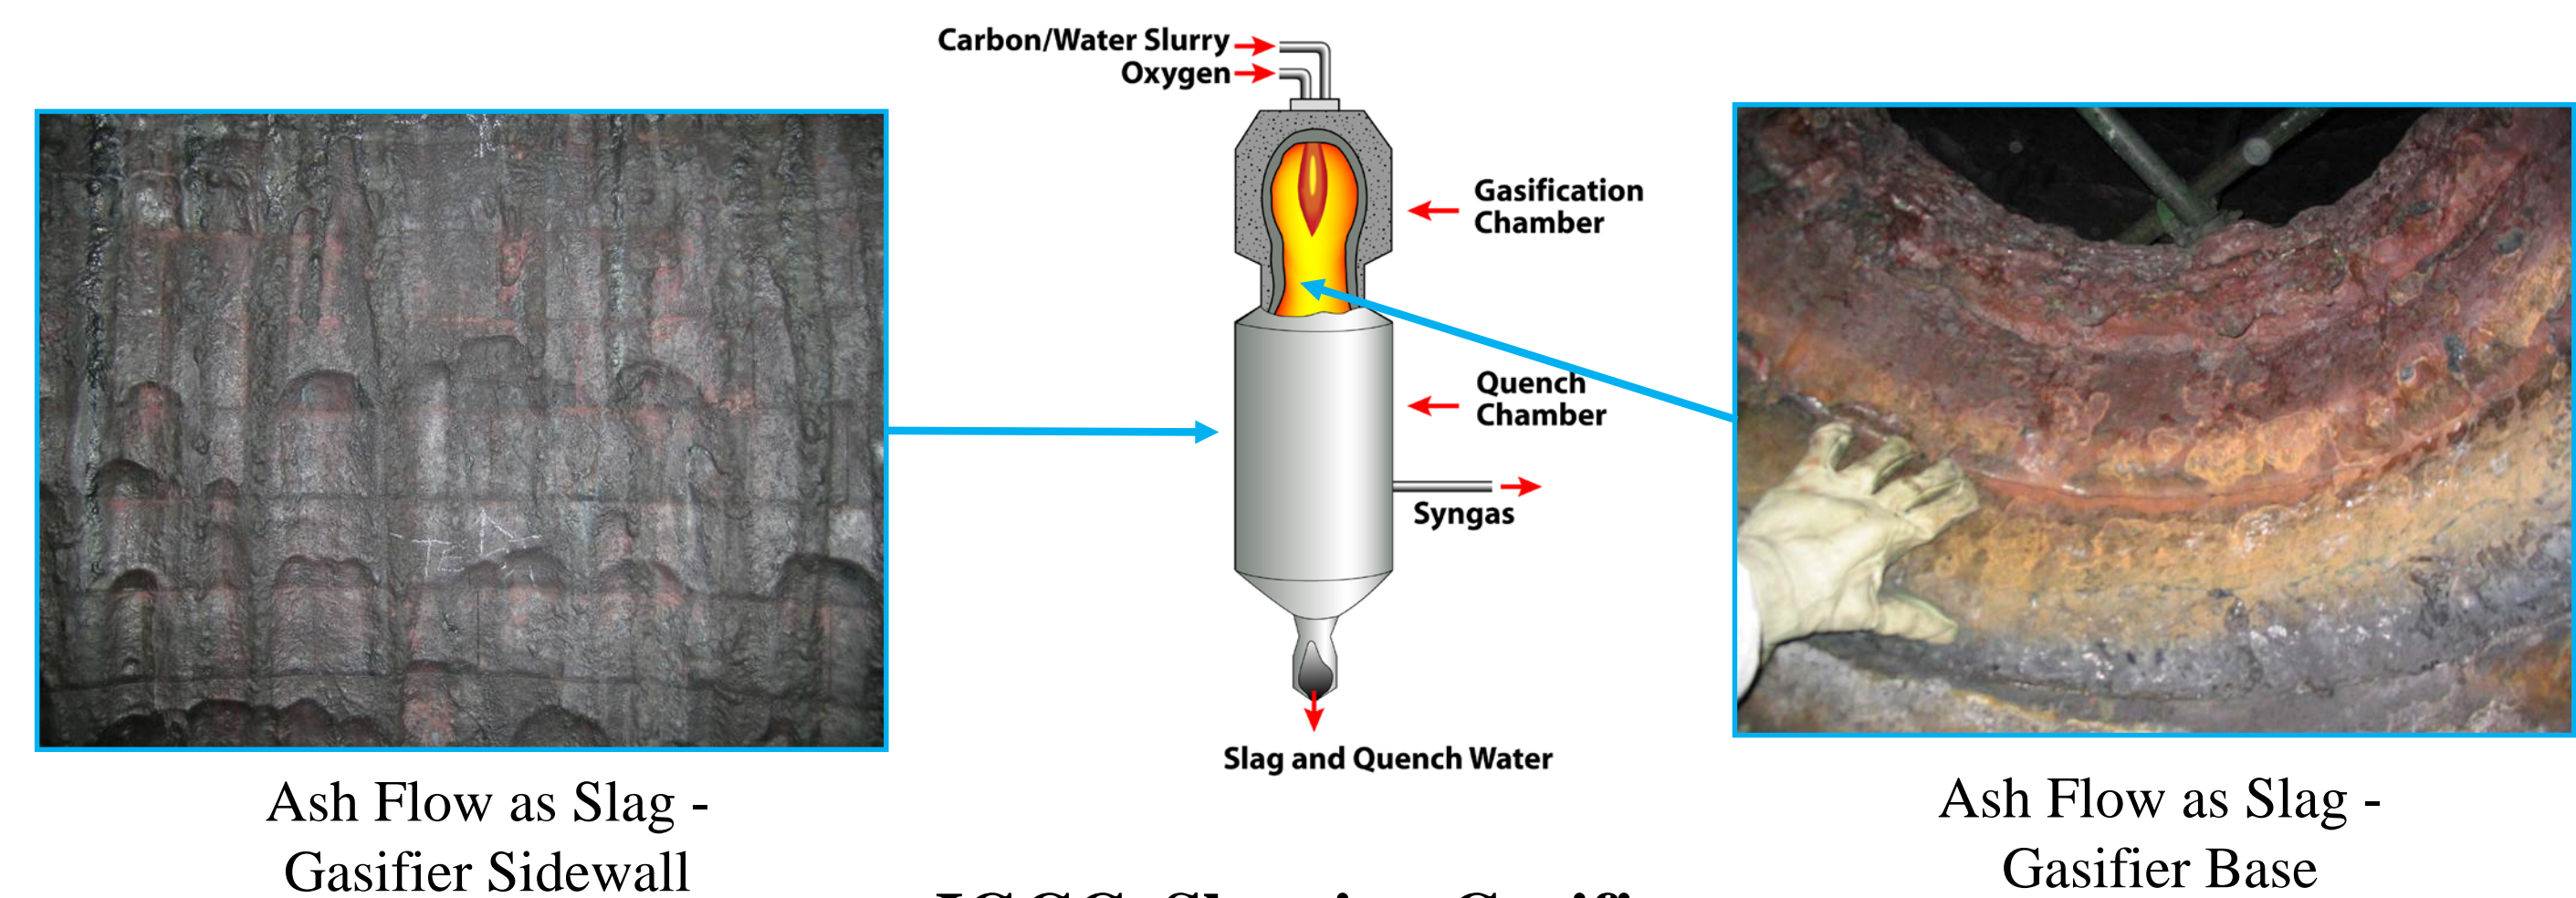 Carbon/Water Slurry
Oxygen
Gasification
Chamber
Quench
Chamber
Syngas
Slag and Quench Water
Ash Flow as Slag -
Gasifier Sidewall
Ash Flow as Slag -
Gasifier Base